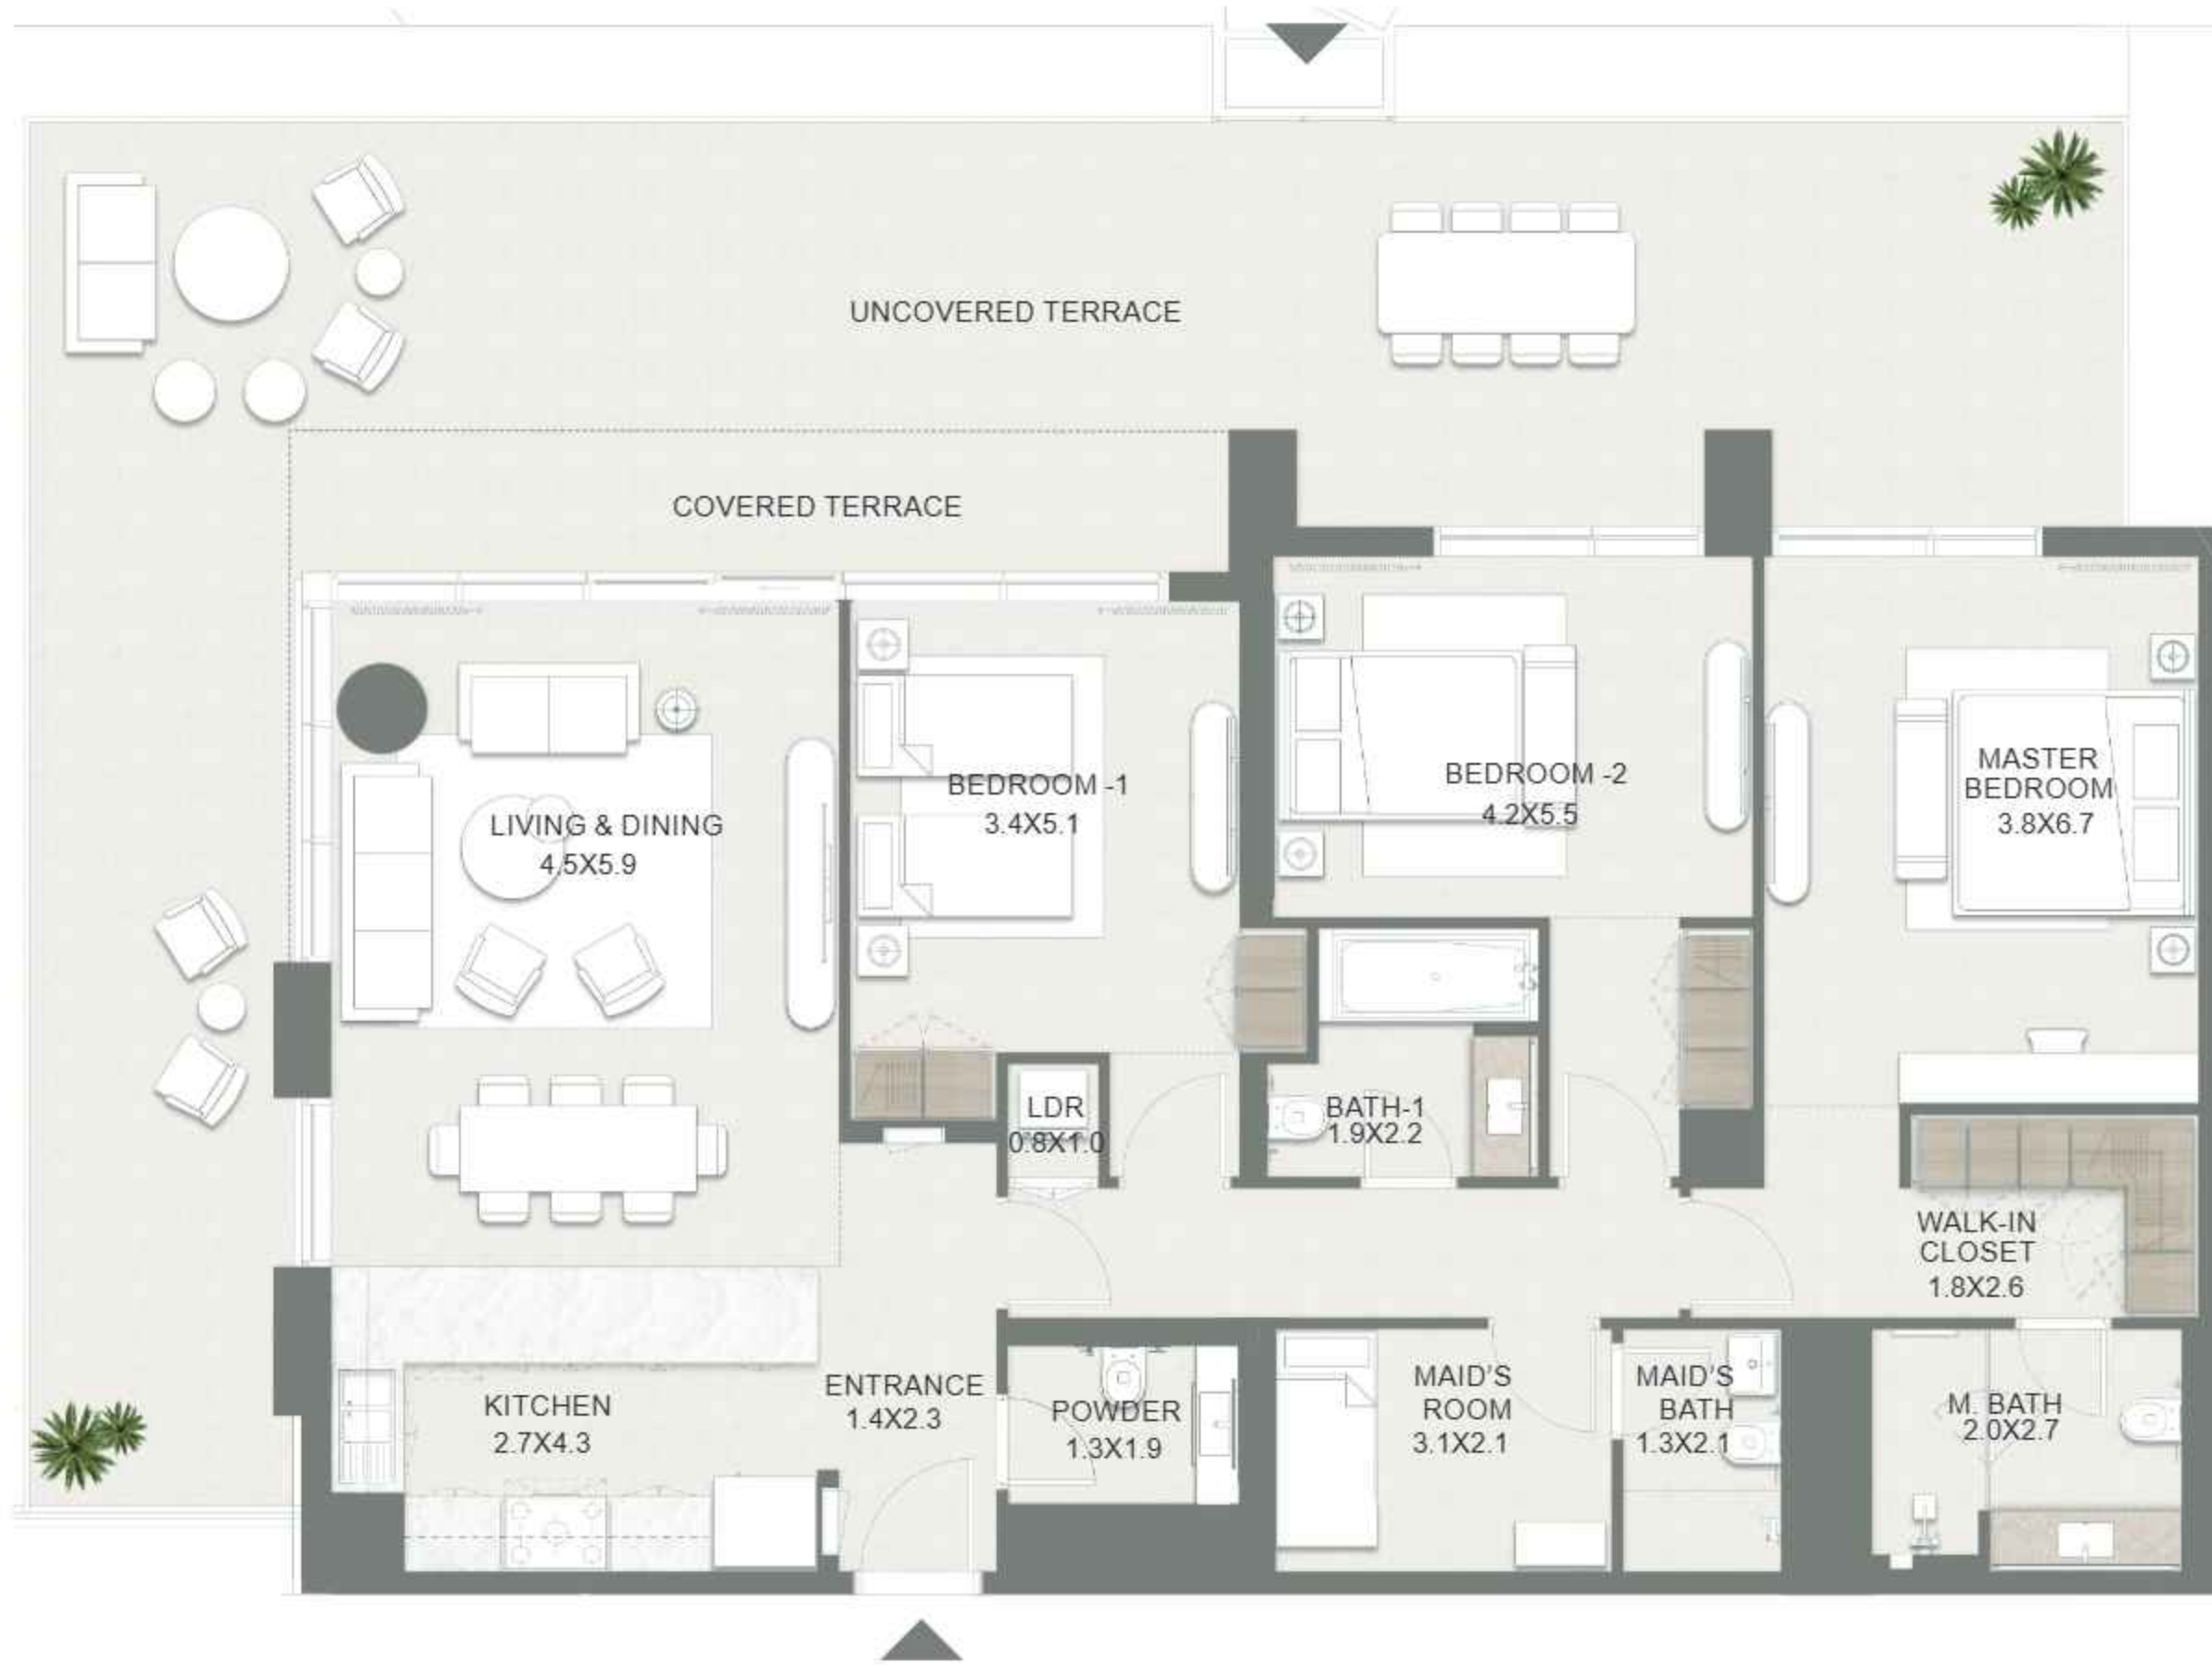 UNCOVERED TERRACE
COVERED TERRACE
LIVING & DINING
4.5X5.9
BEDROOM -1
3.4X5.1
BEDROOM -2
4.2X5.5
MASTER
BEDROOM
3.8X6.7
LDR
0.8X1.0
BATH-1
1.9X2.2
WALK-IN
CLOSET
1.8X2.6
KITCHEN
2.7X4.3
ENTRANCE
1.4X2.3
POWDER
1.3X1.9
MAID'S
ROOM
3.1X2.1
MAID'S
BATH
1.3X2.1
M. BATH
2.0X2.7